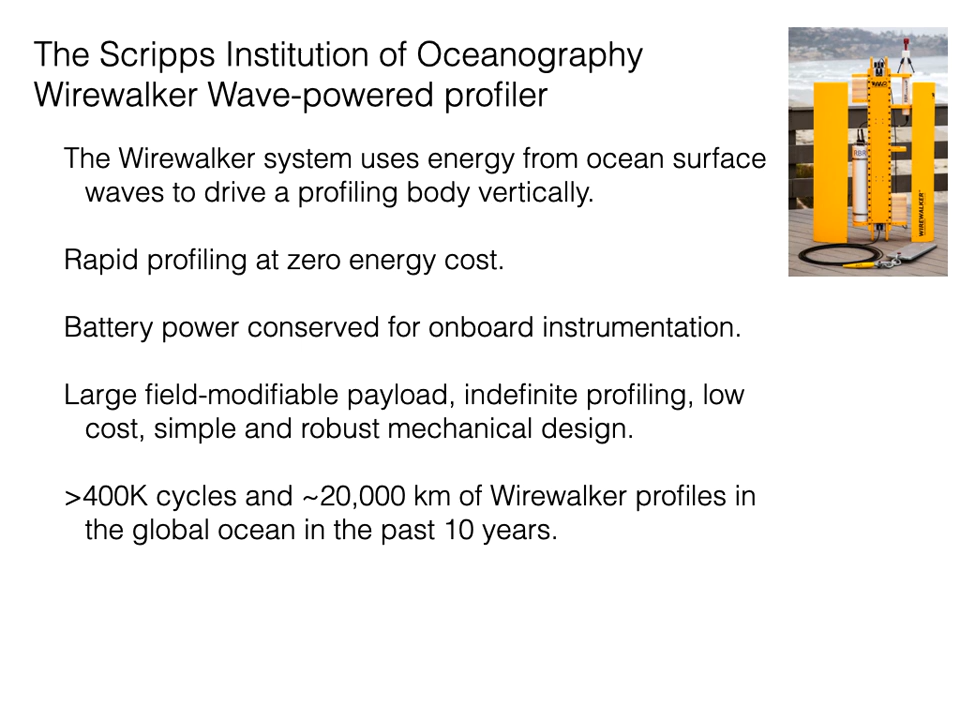 The Scripps Institution of Oceanography
Wirewalker Wave-powered profiler
The Wirewalker system uses energy from ocean surface
waves to drive a profiling body vertically.
Rapid profiling at zero energy cost.
Battery power conserved for onboard instrumentation.
Large field-modifiable payload, indefinite profiling, low
cost, simple and robust mechanical design.
>400K cycles and ~20,000 km of Wirewalker profiles in
the global ocean in the past 10 years.
RBR
WIREWALKER